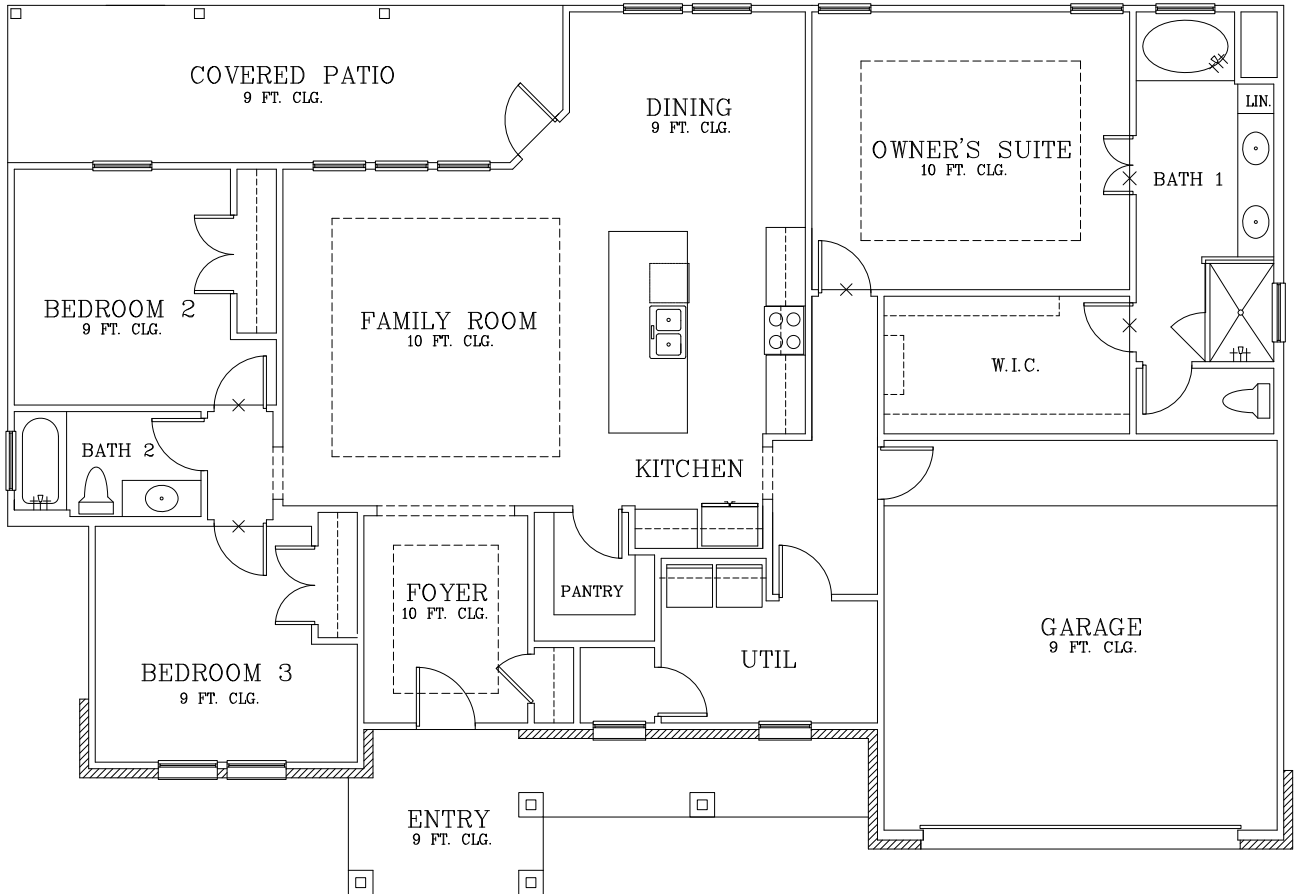 COVERED PATIO
9 FT. CLG.
DINING
9 FT. CLG.
OWNER'S SUITE
10 FT. CLG.
LIN.
BATH 1
BEDROOM 2
9 FT. CLG.
FAMILY ROOM
10 FT. CLG.
W.I.C.
BATH 2
KITCHEN
FOYER
10 FT. CLG.
PANTRY
GARAGE
9 FT. CLG.
UTIL
BEDROOM 3
9 FT. CLG.
ENTRY
9 FT. CLG.